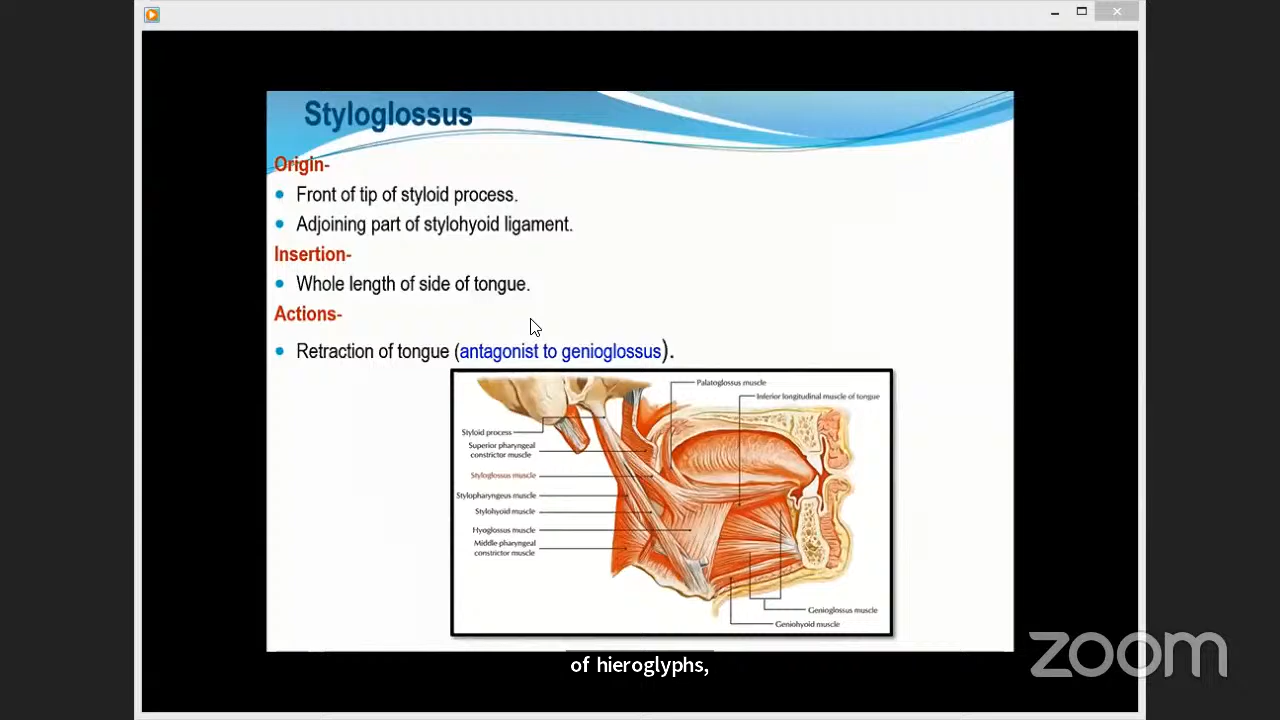 Styloglossus
Origin-
Front of tip of styloid process.
Adjoining part of stylohyoid ligament.
Insertion-
Whole length of side of tongue.
Actions-
Retraction of tongue (antagonist to genioglossus).
Palatoglossus muscle
Inferior longitudinal muscle of tongue
Styloid process
Superior pharyngeal
constrictor muscle
Styloglossus muscle
Stylopharyngeus muscle
Stylohyoid muscle
Hyoglossus muscle
Middle pharyngeal
constrictor muscle
Genioglossus muscle
Geniohyoid muscle
of hieroglyphs,
zoom